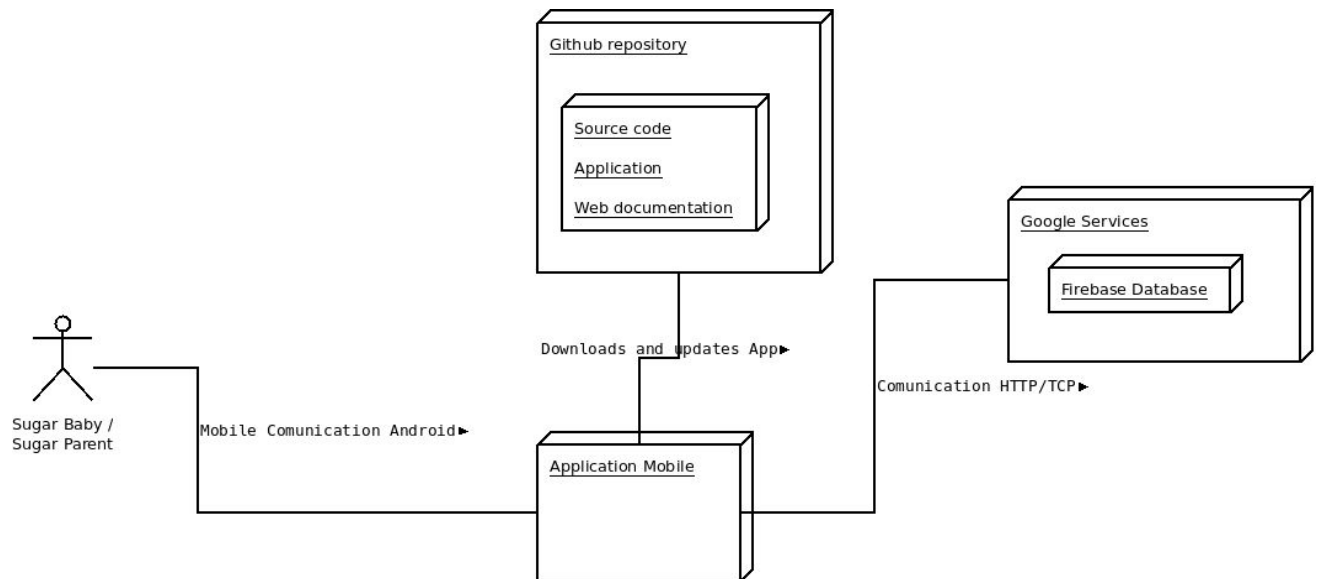 Github repository
Source code
Application
Web documentation
Google Services
Firebase Database
Downloads and updates App
Comunication HTTP/TCP
Sugar Baby /
Sugar Parent
Mobile Comunication Android
Application Mobile